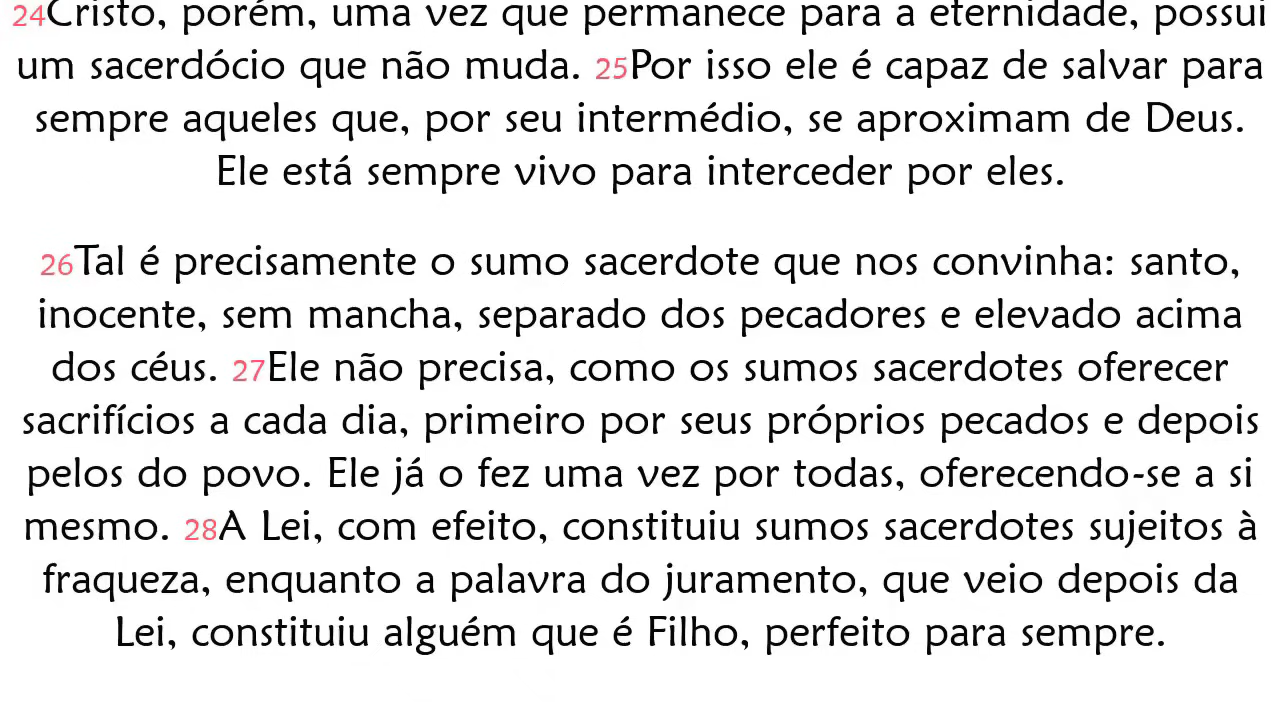 24Cristo, porém, uma vez que permanece para a eternidade, possui
um sacerdócio que não muda. 25Por isso ele é capaz de salvar para
sempre aqueles que, por seu intermédio, se aproximam de Deus.
Ele está sempre vivo para interceder por eles.
26Tal é precisamente o sumo sacerdote que nos convinha: santo,
inocente, sem mancha, separado dos pecadores e elevado acima
dos céus. 27Ele não precisa, como os sumos sacerdotes oferecer
sacrifícios a cada dia, primeiro por seus próprios pecados e depois
pelos do povo. Ele já o fez uma vez por todas, oferecendo-se a si
mesmo. 28A Lei, com efeito, constituiu sumos sacerdotes sujeitos à
fraqueza, enquanto a palavra do juramento, que veio depois da
Lei, constituiu alguém que é Filho, perfeito para sempre.